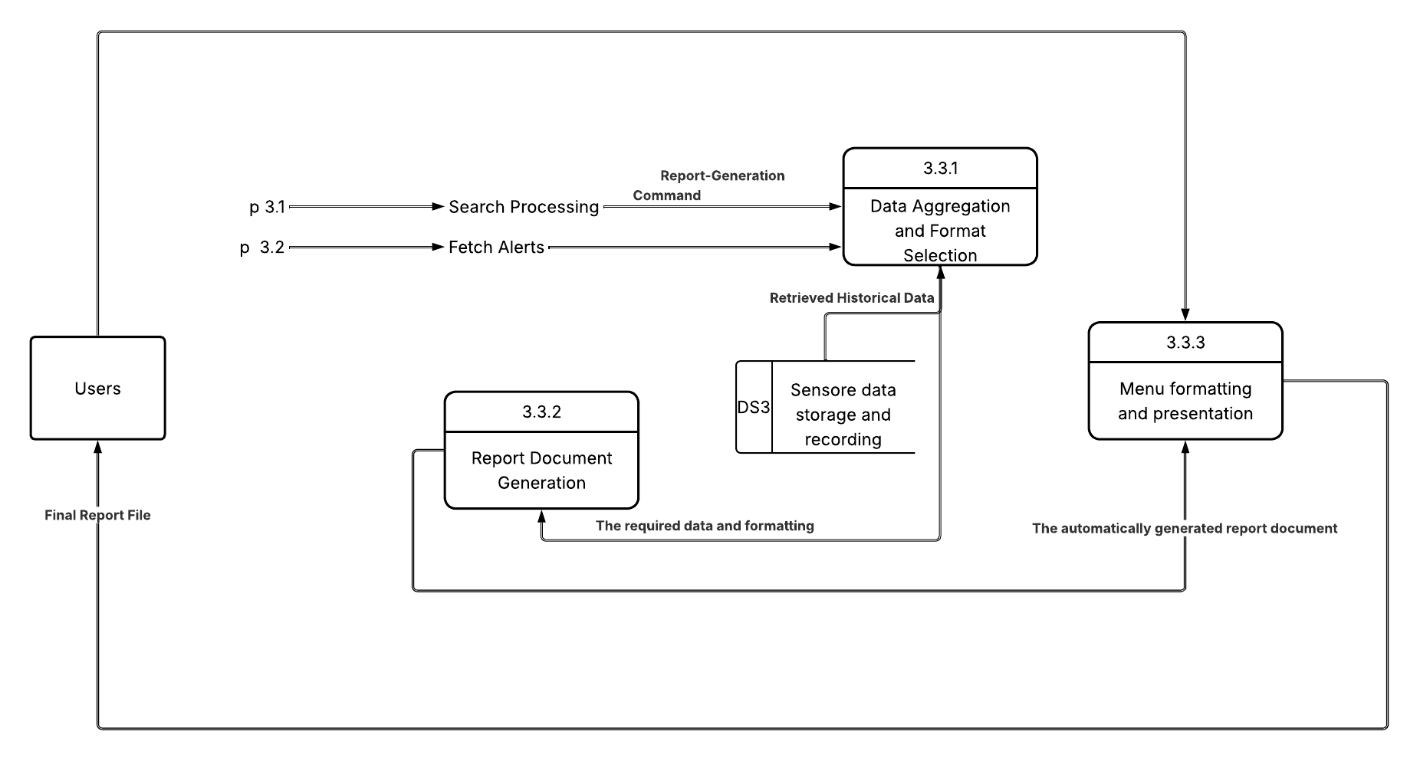 3.3.1
Report-Generation
Command
p 3.1
Search Processing
Data Aggregation
and Format
Selection
p 3.2
Fetch Alerts
Retrieved Historical Data
3.3.3
Menu formatting
and presentation
Users
DS3
Sensore data
storage and
recording
3.3.2
Report Document
Generation
Final Report File
The required data and formatting
The automatically generated report document